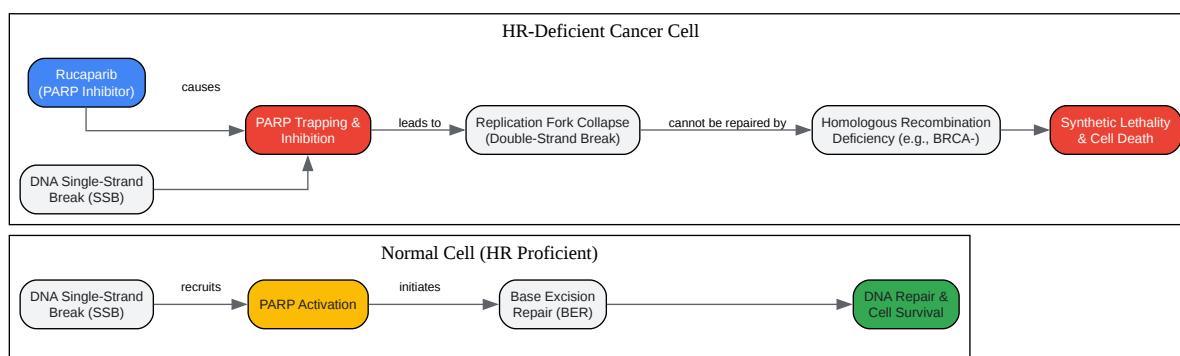 HR-Deficient Cancer Cell
Rucaparib
(PARP Inhibitor)
causes
PARP Trapping &
Inhibition
leads to
Replication Fork Collapse
(Double-Strand Break)
cannot be repaired by
Homologous Recombination
Deficiency (e.g., BRCA-)
Synthetic Lethality
& Cell Death
DNA Single-Strand
Break (SSB)
Normal Cell (HR Proficient)
DNA Single-Strand
Break (SSB)
recruits
PARP Activation
initiates
Base Excision
Repair (BER)
DNA Repair &
Cell Survival